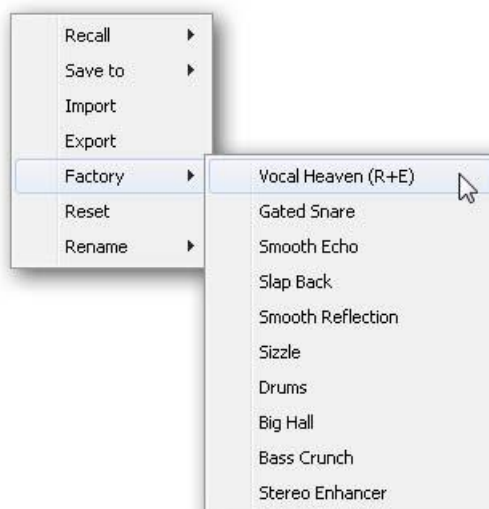 Recall
Save to
Import
Export
Factory
Reset
Rename
Vocal Heaven (R+E)
Gated Snare
Smooth Echo
Slap Back
Smooth Reflection
Sizzle
Drums
Big Hall
Bass Crunch
Stereo Enhancer